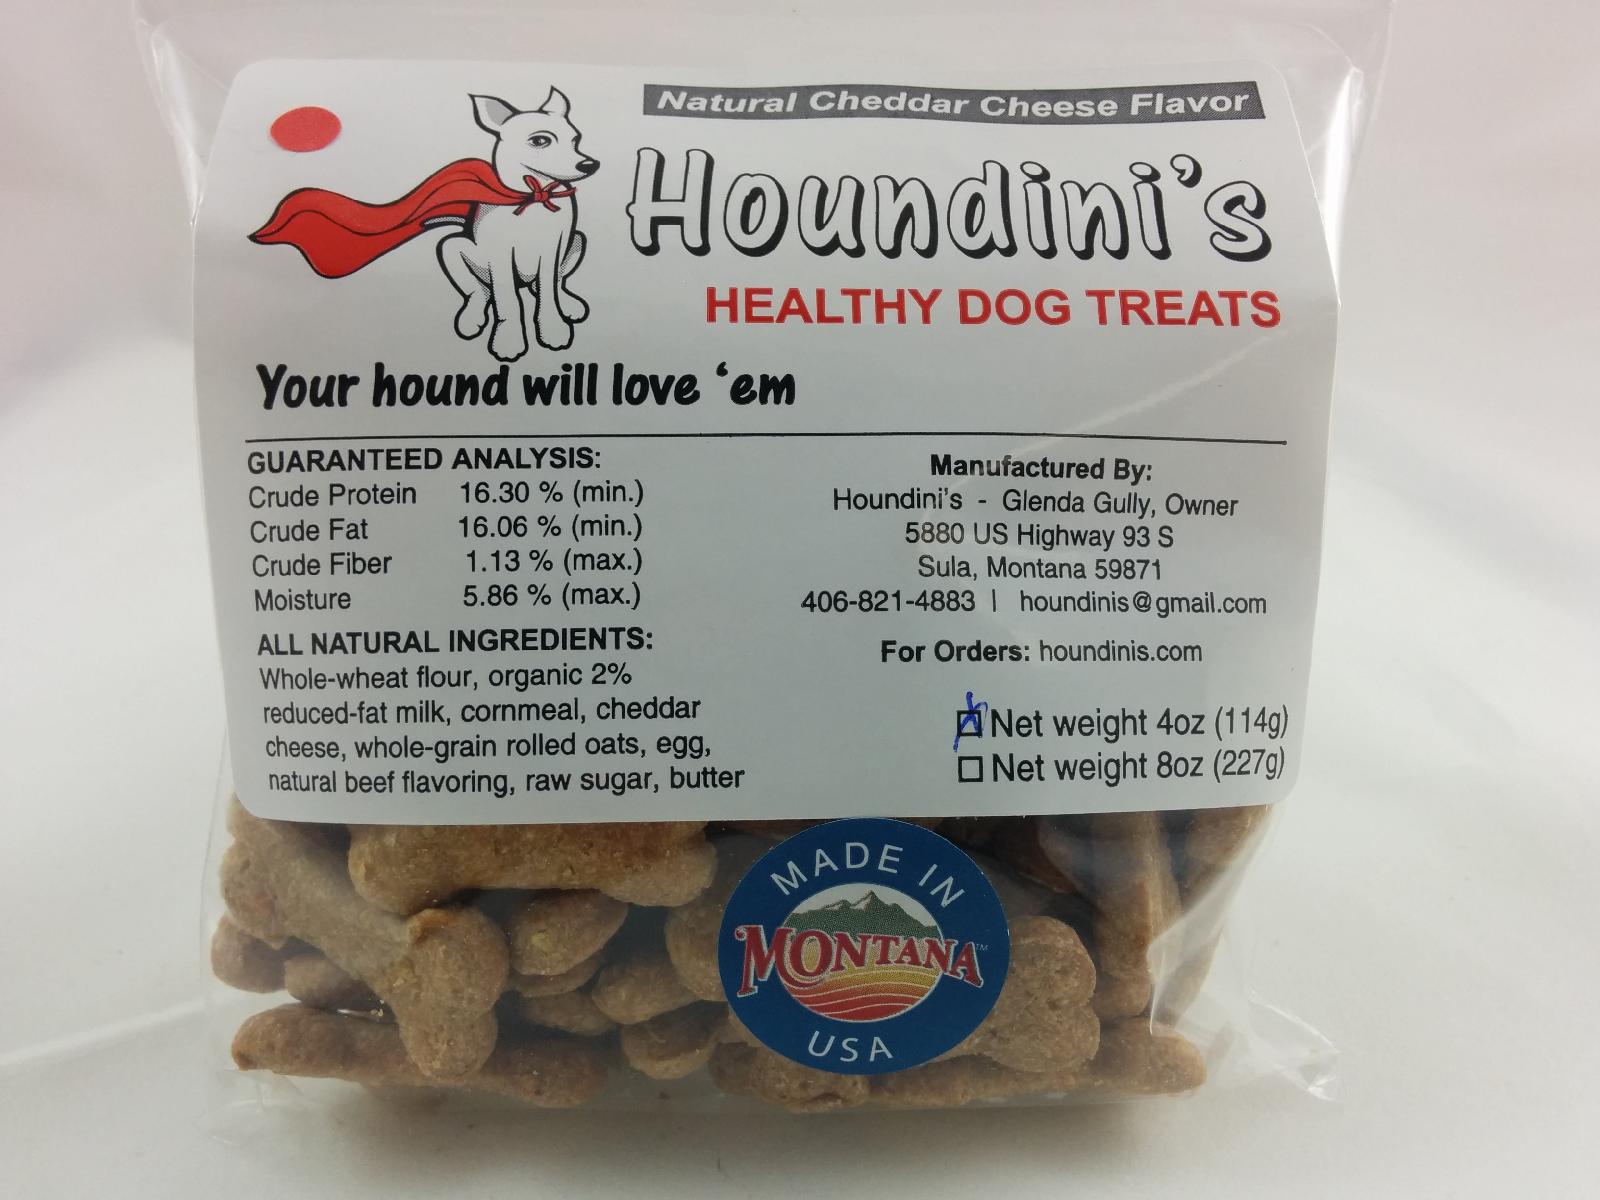 Natural Cheddar Cheese Flavor
Houndini's
HEALTHY DOG TREATS
Your hound will love ‘em
GUARANTEED ANALYSIS:
Crude Protein 16.30 % (min.)
Crude Fat 16.06 % (min.)
Crude Fiber 1.13 % (max.)
Moisture 5.86 % (max.)
ALL NATURAL INGREDIENTS:
Whole-wheat flour, organic 2%
reduced-fat milk, cornmeal, cheddar
cheese, whole-grain rolled oats, egg,
natural beef flavoring, raw sugar, butter
Manufactured By:
Houndini's - Glenda Gully, Owner
5880 US Highway 93 S
Sula, Montana 59871
406-821-4883 | houndinis@gmail.com
For Orders: houndinis.com
Net weight 4oz (114g)
Net weight 8oz (227g)
MADE IN
MONTANA™
USA